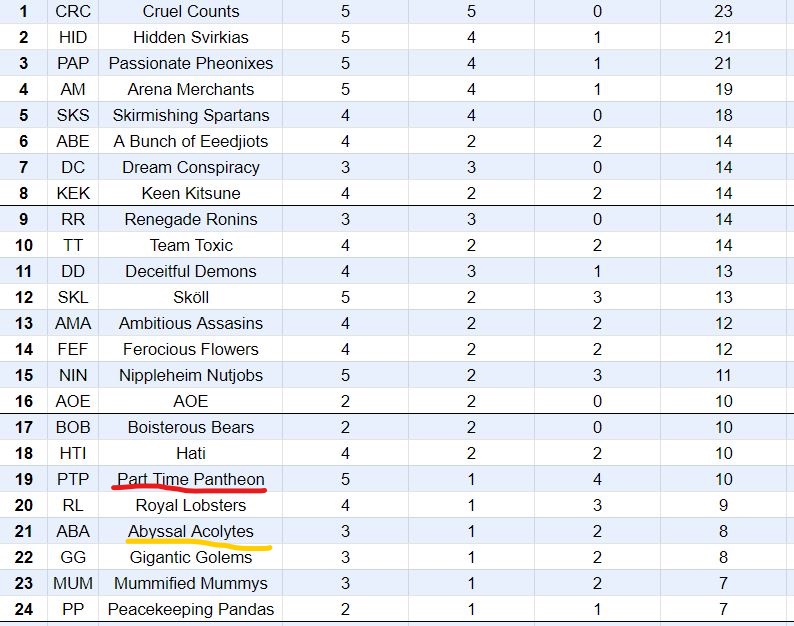 1 CRC Cruel Counts 5 5 0 23
2 HID Hidden Svirkias 5 4 1 21
3 PAP Passionate Pheonixes 5 4 1 21
4 AM Arena Merchants 5 4 1 19
5 SKS Skirmishing Spartans 4 4 0 18
6 ABE A Bunch of Eeedjiots 4 2 2 14
7 DC Dream Conspiracy 3 3 0 14
8 KEK Keen Kitsune 4 2 2 14
9 RR Renegade Ronins 3 3 0 14
10 TT Team Toxic 4 2 2 14
11 DD Deceitful Demons 4 3 1 13
12 SKL Sköll 5 2 3 13
13 AMA Ambitious Assasins 4 2 2 12
14 FEF Ferocious Flowers 4 2 2 12
15 NIN Nippleheim Nutjobs 5 2 3 11
16 AOE AOE 2 2 0 10
17 BOB Boisterous Bears 2 2 0 10
18 HTI Hati 4 2 2 10
19 PTP Part Time Pantheon 5 1 4 10
20 RL Royal Lobsters 4 1 3 9
21 ABA Abyssal Acolytes 3 1 2 8
22 GG Gigantic Golems 3 1 2 8
23 MUM Mummified Mummys 3 1 2 7
24 PP Peacekeeping Pandas 2 1 1 7